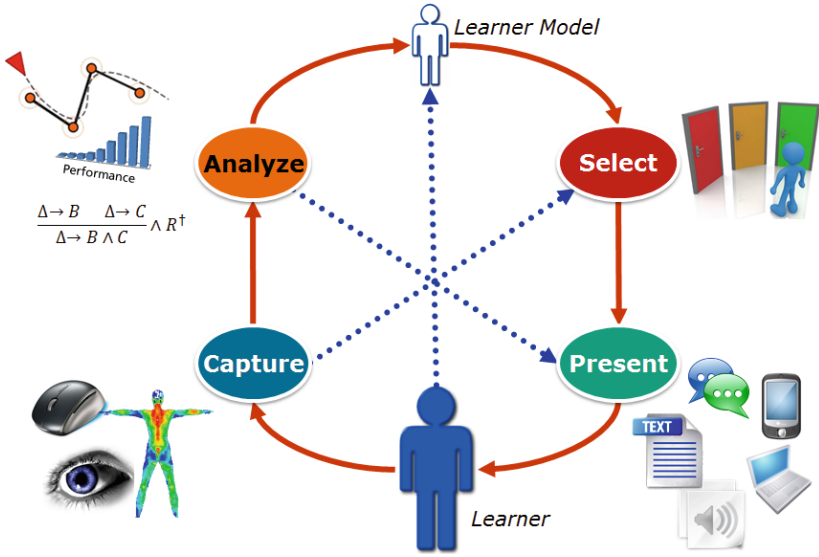 Learner Model
Analyze
Select
Performance
Δ→ B   Δ→ C
Δ→ B ∧ C
∧ R†
Capture
Present
TEXT
Learner